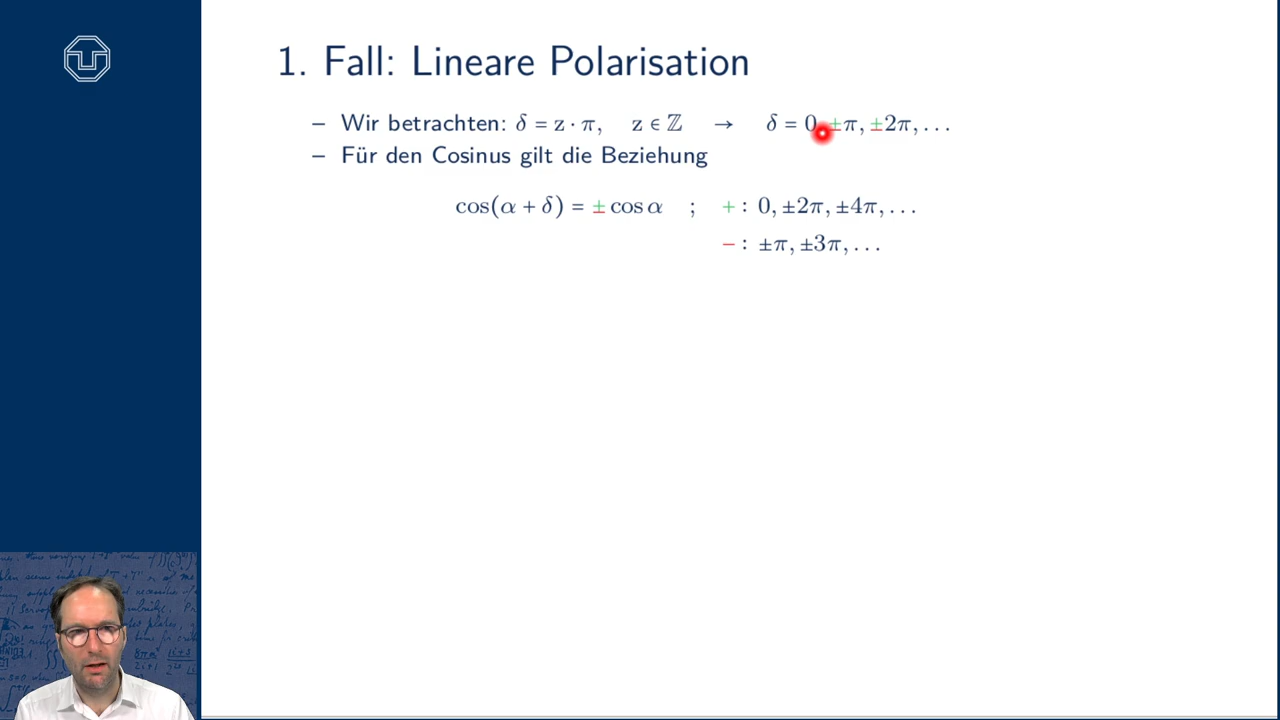 1. Fall: Lineare Polarisation
– Wir betrachten: δ = z · π, z ∈ ℤ → δ = 0, ±π, ±2π, ...
– Für den Cosinus gilt die Beziehung
cos(α + δ) = ± cos α ; + : 0, ±2π, ±4π, ...
− : ±π, ±3π, ...